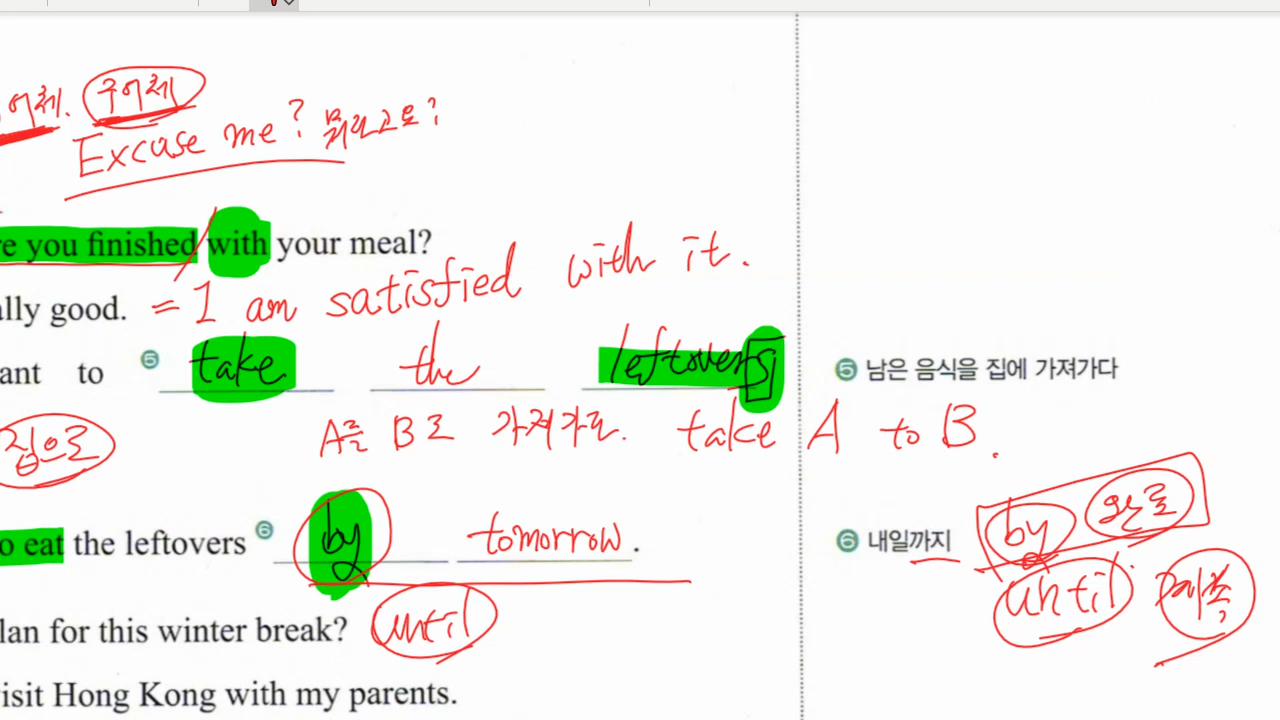 어체. 구어체
Excuse me? 뭐라고요?
re you finished with your meal?
ally good. = I am satisfied with it.
ant to ⑤ take the leftovers ⑤ 남은 음식을 집에 가져가다
집으로 A를 B로 가져가다. take A to B.
o eat the leftovers ⑥ by tomorrow. ⑥ 내일까지 by 완료
until 계속
lan for this winter break? until
isit Hong Kong with my parents.